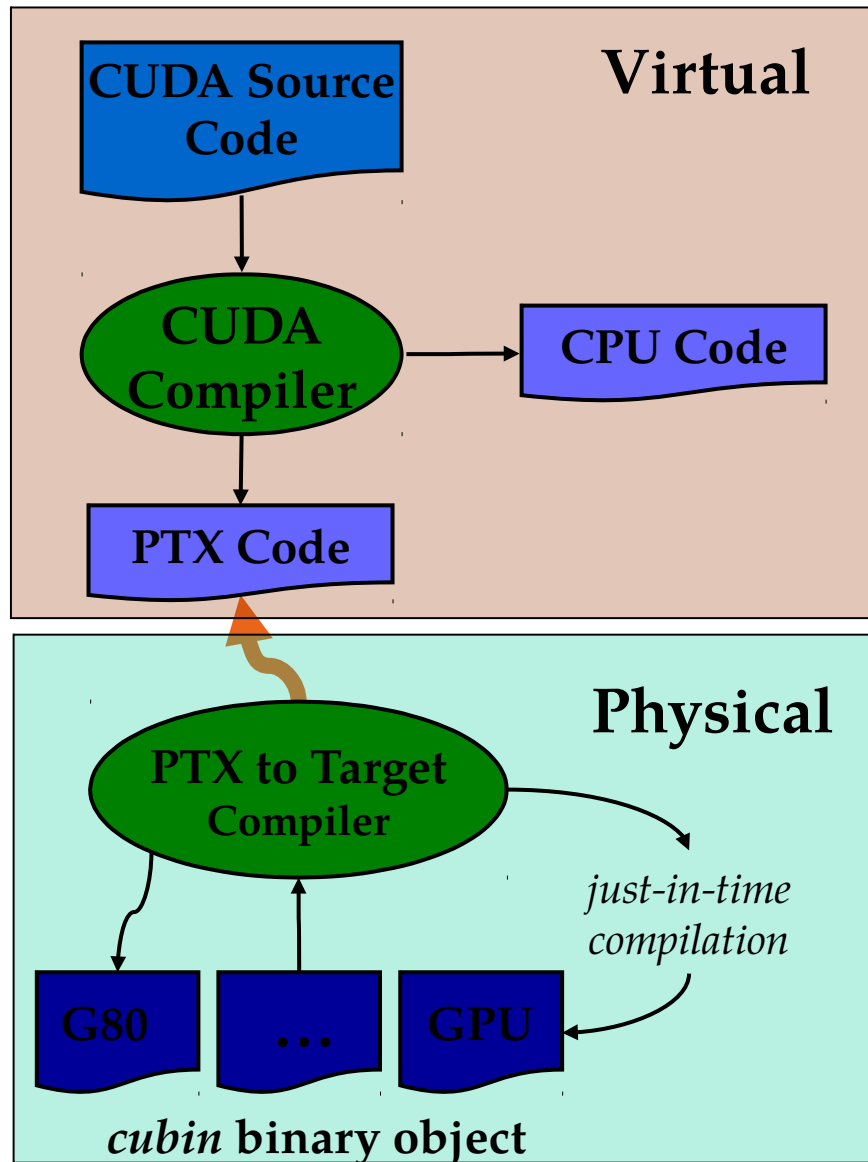 Virtual
CUDA Source
Code
CUDA
Compiler
CPU Code
PTX Code
Physical
PTX to Target
Compiler
just-in-time
compilation
G80
...
GPU
cubin binary object